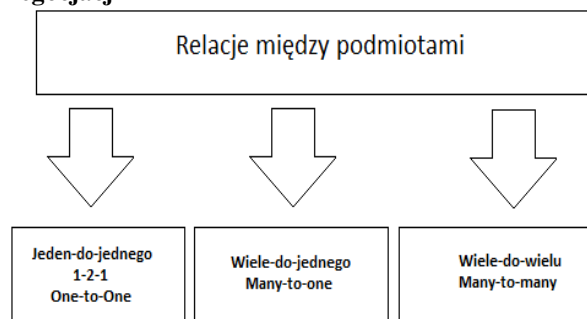 Relacje między podmiotami
Jeden-do-jednego
1-2-1
One-to-One
Wiele-do-jednego
Many-to-one
Wiele-do-wielu
Many-to-many